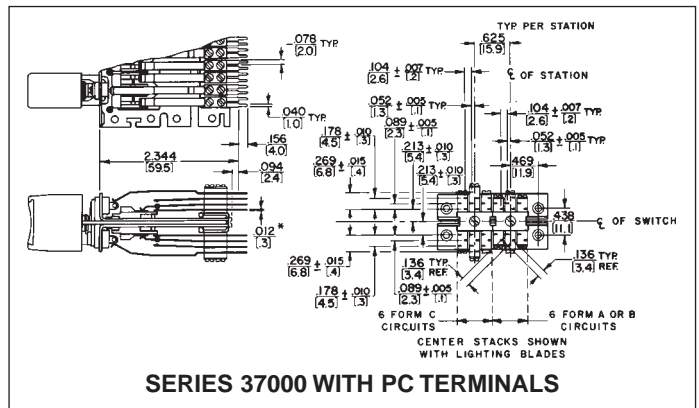 TYP. PER STATION
.625
[15.9]
.078 TYP.
[2.0]
.104 ± .007 TYP.
[2.6] [.2]
℄ OF STATION
.052 ± .005
[1.3] [.1]
.104 ± .007
[2.6] [.2]
.040 TYP.
[1.0]
.089 ± .005
[2.3] [.1]
.156
[4.0]
.178 ± .010
[4.5] [.3]
.052 ± .005
[1.3] [.1]
.213 ± .010
[5.4] [.3]
2.344
[59.5]
.094
[2.4]
.269 ± .015
[6.8] [.4]
.213 ± .010
[5.4] [.3]
.469
[11.9]
.438
[11.1]
℄ OF SWITCH
.012 *
[.3]
.269 ± .015
[6.8] [.4]
.136 TYP.
[3.4] REF.
.136 TYP.
[3.4] REF.
.178 ± .010
[4.5] [.3]
.089 ± .005
[2.3] [.1]
6 FORM C
CIRCUITS
6 FORM A OR B
CIRCUITS
CENTER STACKS SHOWN
WITH LIGHTING BLADES
SERIES 37000 WITH PC TERMINALS